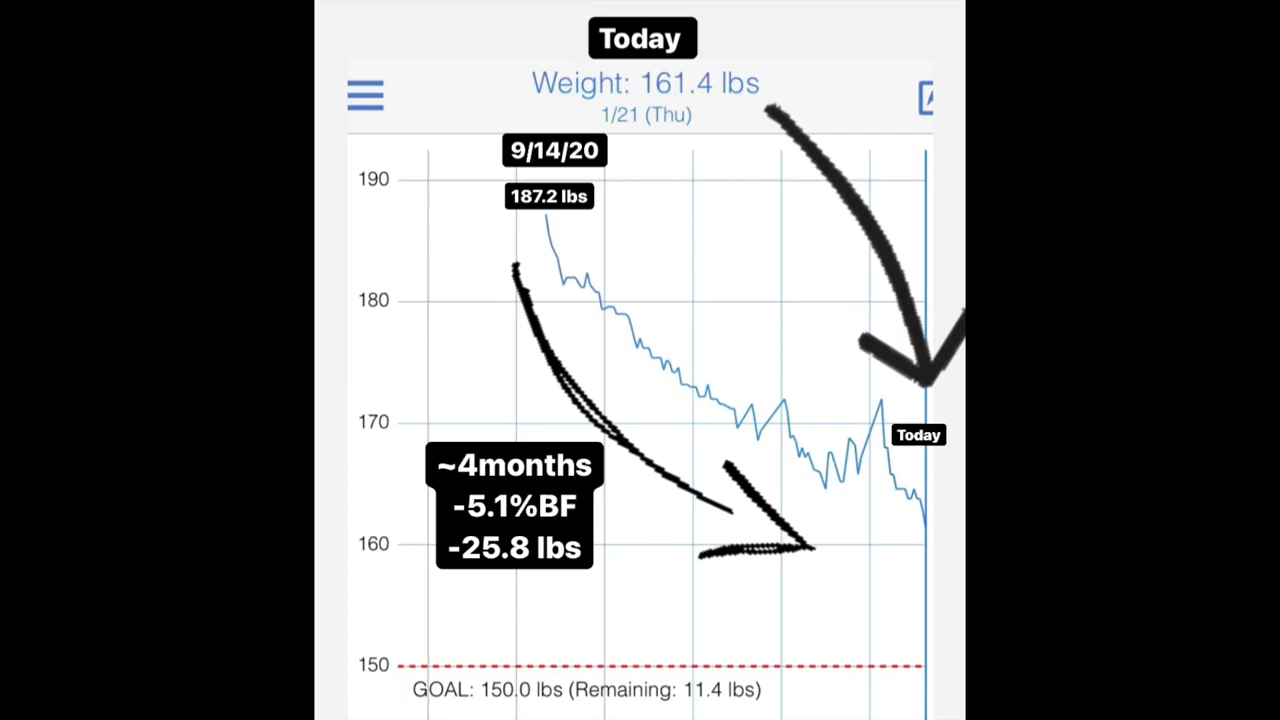 Today
Weight: 161.4 lbs
1/21 (Thu)
9/14/20
187.2 lbs
190
180
170
Today
~4months
-5.1%BF
-25.8 lbs
160
150
GOAL: 150.0 lbs (Remaining: 11.4 lbs)